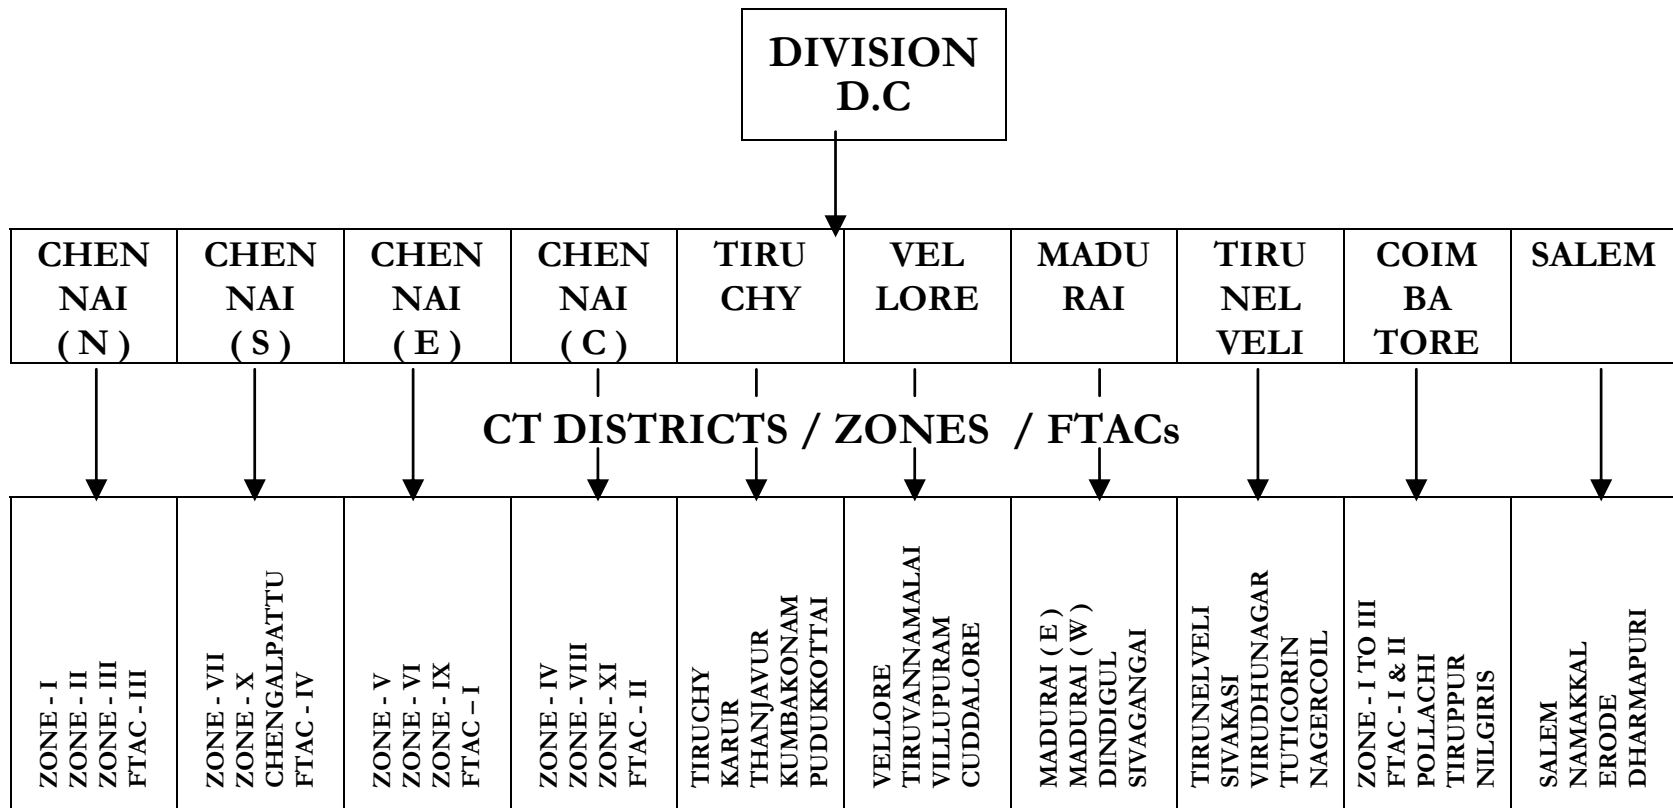 DIVISION
D.C
CHEN
NAI
( N )
CHEN
NAI
( S )
CHEN
NAI
( E )
CHEN
NAI
( C )
TIRU
CHY
VEL
LORE
MADU
RAI
TIRU
NEL
VELI
COIM
BA
TORE
SALEM
CT DISTRICTS / ZONES / FTACs
ZONE - I
ZONE - II
ZONE - III
FTAC - III
ZONE - VII
ZONE - X
CHENGALPATTU
FTAC - IV
ZONE - V
ZONE - VI
ZONE - IX
FTAC – I
ZONE - IV
ZONE - VIII
ZONE - XI
FTAC - II
TIRUCHY
KARUR
THANJAVUR
KUMBAKONAM
PUDUKKOTTAI
VELLORE
TIRUVANNAMALAI
VILLUPURAM
CUDDALORE
MADURAI ( E )
MADURAI ( W )
DINDIGUL
SIVAGANGAI
TIRUNELVELI
SIVAKASI
VIRUDHUNAGAR
TUTICORIN
NAGERCOIL
ZONE - I TO III
FTAC - I & II
POLLACHI
TIRUPPUR
NILGIRIS
SALEM
NAMAKKAL
ERODE
DHARMAPURI